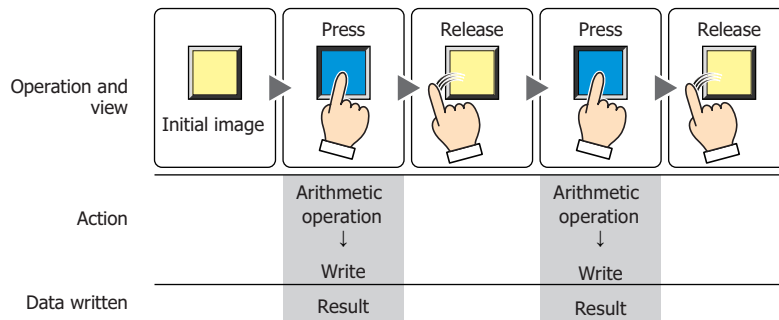 Press
Release
Press
Release
Operation and
view
Initial image
Action
Arithmetic
operation
↓
Write
Arithmetic
operation
↓
Write
Data written
Result
Result